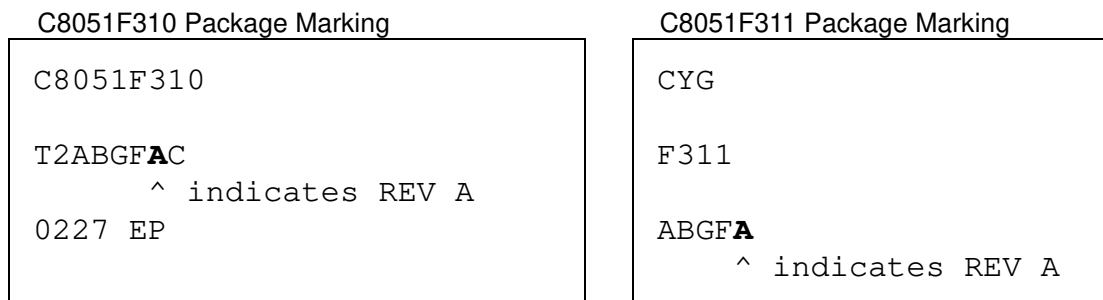 C8051F310 Package Marking
C8051F310
T2ABGFAC
^ indicates REV A
0227 EP
C8051F311 Package Marking
CYG
F311
ABGFA
^ indicates REV A